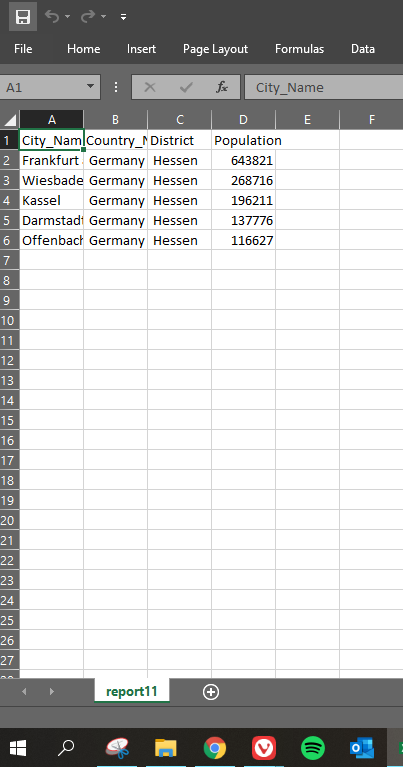 File Home Insert Page Layout Formulas Data
A1 fx City_Name
A B C D E F
1 City_Nam Country_N District Population
2 Frankfurt Germany Hessen 643821
3 Wiesbade Germany Hessen 268716
4 Kassel Germany Hessen 196211
5 Darmstadt Germany Hessen 137776
6 Offenbach Germany Hessen 116627
7
8
9
10
11
12
13
14
15
16
17
18
19
20
21
22
23
24
25
26
27
report11